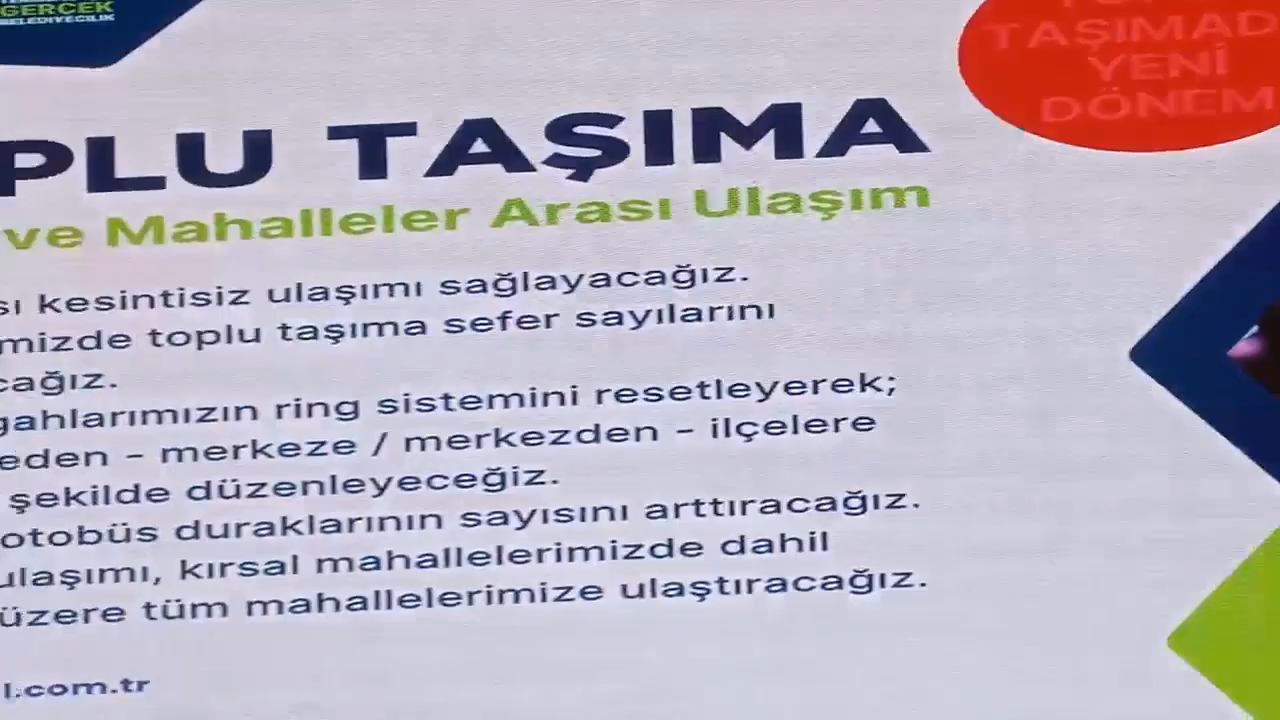 GERÇEK
BELEDİYECİLİK
TAŞIMAD
YENİ
DÖNEM
PLU TAŞIMA
ve Mahalleler Arası Ulaşım
sı kesintisiz ulaşımı sağlayacağız.
mizde toplu taşıma sefer sayılarını
cağız.
gahlarımızın ring sistemini resetleyerek;
eden - merkeze / merkezden - ilçelere
şekilde düzenleyeceğiz.
otobüs duraklarının sayısını arttıracağız.
ulaşımı, kırsal mahallelerimizde dahil
üzere tüm mahallelerimize ulaştıracağız.
l.com.tr